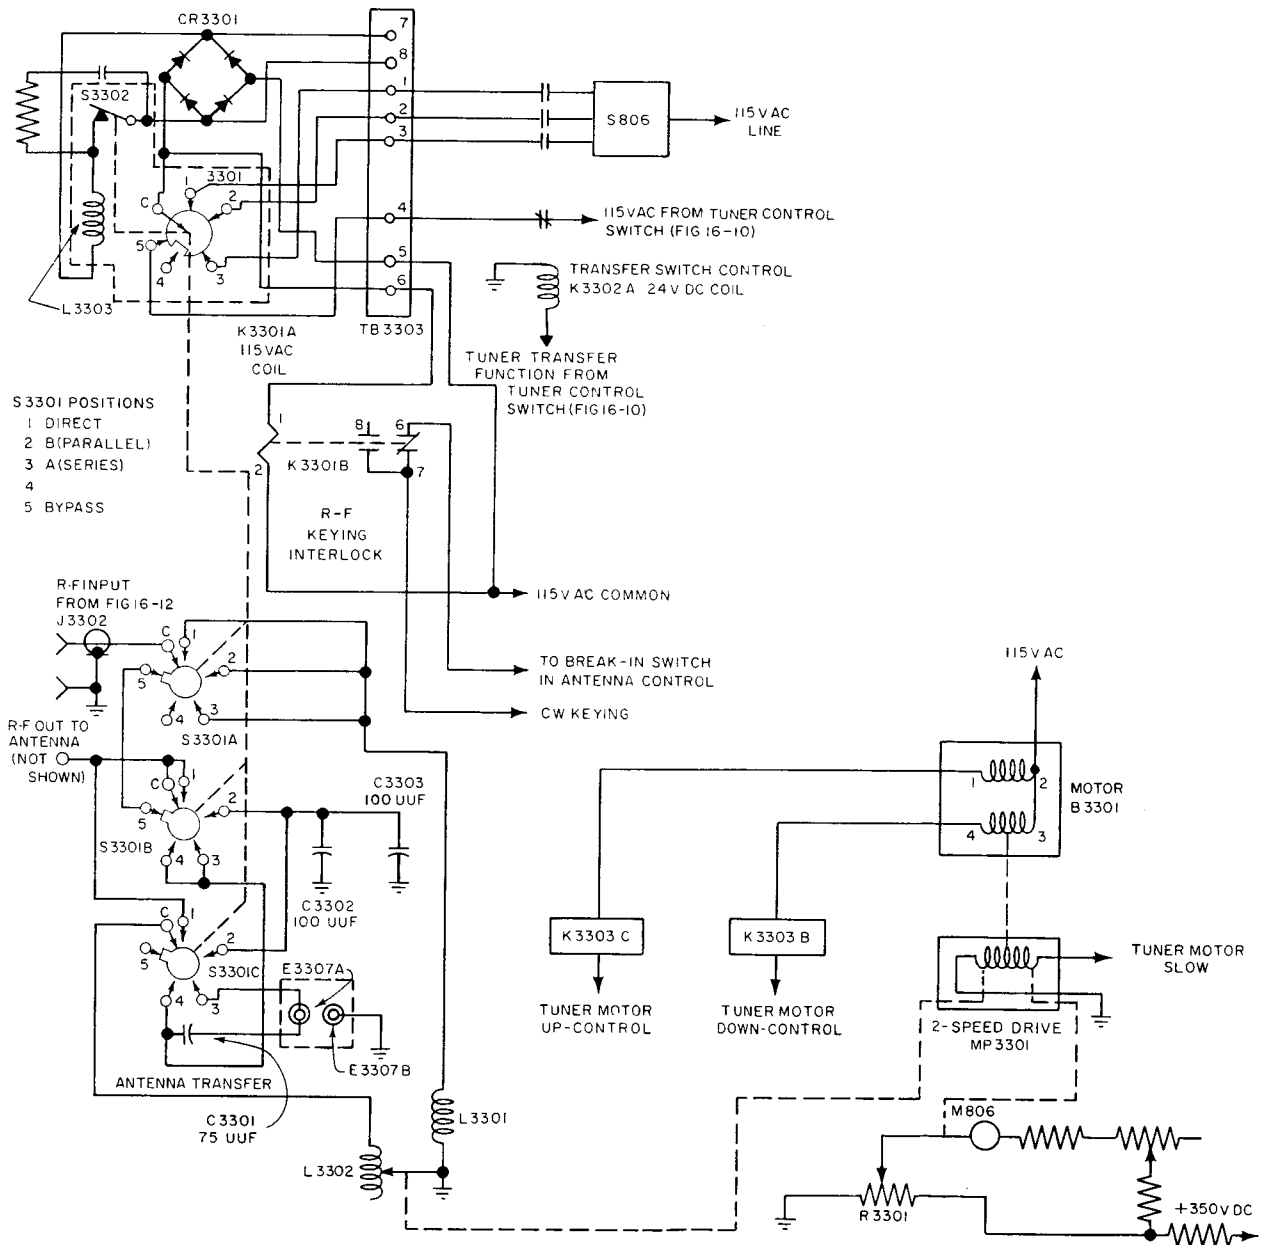 CR3301
7
8
1
2
3
4
5
6
TB3303
S3302
S806
115VAC
LINE
3301
C
1
2
3
4
5
115VAC FROM TUNER CONTROL
SWITCH (FIG 16-10)
TRANSFER SWITCH CONTROL
K3302A 24V DC COIL
L3303
K3301A
115VAC
COIL
TUNER TRANSFER
FUNCTION FROM
TUNER CONTROL
SWITCH (FIG16-10)
S3301 POSITIONS
1 DIRECT
2 B(PARALLEL)
3 A(SERIES)
4
5 BYPASS
1
2
K3301B
8
6
7
R-F
KEYING
INTERLOCK
115VAC COMMON
R-F INPUT
FROM FIG 16-12
J3302
C
1
2
3
4
5
S3301A
TO BREAK-IN SWITCH
IN ANTENNA CONTROL
CW KEYING
R-F OUT TO
ANTENNA
(NOT
SHOWN)
C
1
2
3
4
5
S3301B
C3303
100 UUF
C3302
100 UUF
115VAC
1
2
4
3
MOTOR
B3301
C
1
2
3
4
5
S3301C
E3307A
E3307B
K3303 C
K3303 B
TUNER MOTOR
UP-CONTROL
TUNER MOTOR
DOWN-CONTROL
TUNER MOTOR
SLOW
2-SPEED DRIVE
MP3301
ANTENNA TRANSFER
C3301
75 UUF
L3301
L3302
M806
R3301
+350V DC